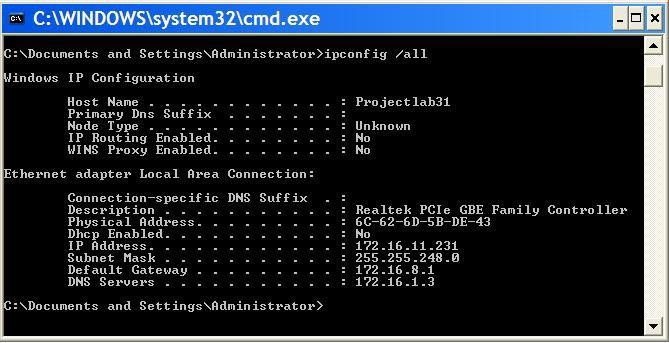 C:\WINDOWS\system32\cmd.exe
C:\Documents and Settings\Administrator>ipconfig /all
Windows IP Configuration
Host Name . . . . . . . . . . . . : Projectlab31
Primary Dns Suffix . . . . . . . :
Node Type . . . . . . . . . . . . : Unknown
IP Routing Enabled. . . . . . . . : No
WINS Proxy Enabled. . . . . . . . : No
Ethernet adapter Local Area Connection:
Connection-specific DNS Suffix . :
Description . . . . . . . . . . . : Realtek PCIe GBE Family Controller
Physical Address. . . . . . . . . : 6C-62-6D-5B-DE-43
Dhcp Enabled. . . . . . . . . . . : No
IP Address. . . . . . . . . . . . : 172.16.11.231
Subnet Mask . . . . . . . . . . . : 255.255.248.0
Default Gateway . . . . . . . . . : 172.16.8.1
DNS Servers . . . . . . . . . . . : 172.16.1.3
C:\Documents and Settings\Administrator>